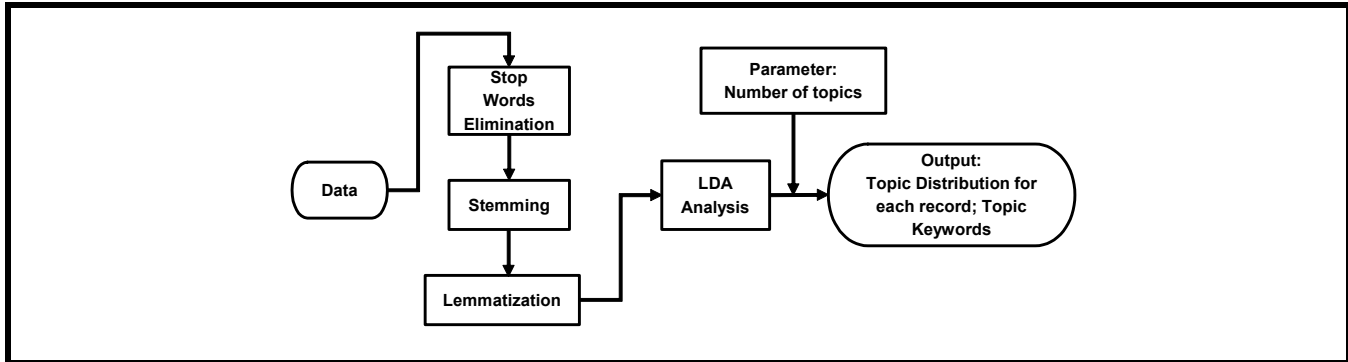 Data
Stop
Words
Elimination
Stemming
Lemmatization
LDA
Analysis
Parameter:
Number of topics
Output:
Topic Distribution for
each record; Topic
Keywords